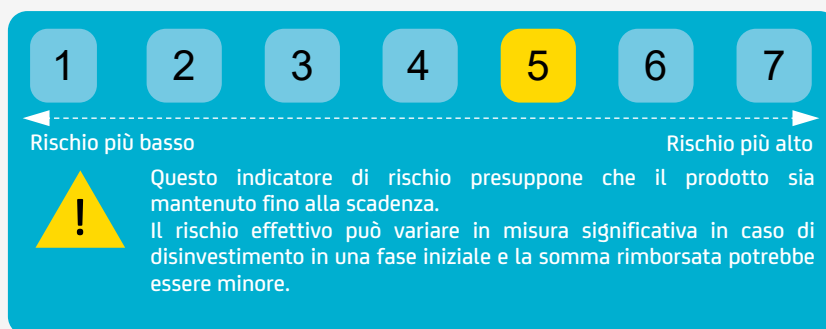 1 2 3 4 5 6 7
Rischio più basso Rischio più alto
Questo indicatore di rischio presuppone che il prodotto sia
mantenuto fino alla scadenza.
Il rischio effettivo può variare in misura significativa in caso di
disinvestimento in una fase iniziale e la somma rimborsata potrebbe
essere minore.
!